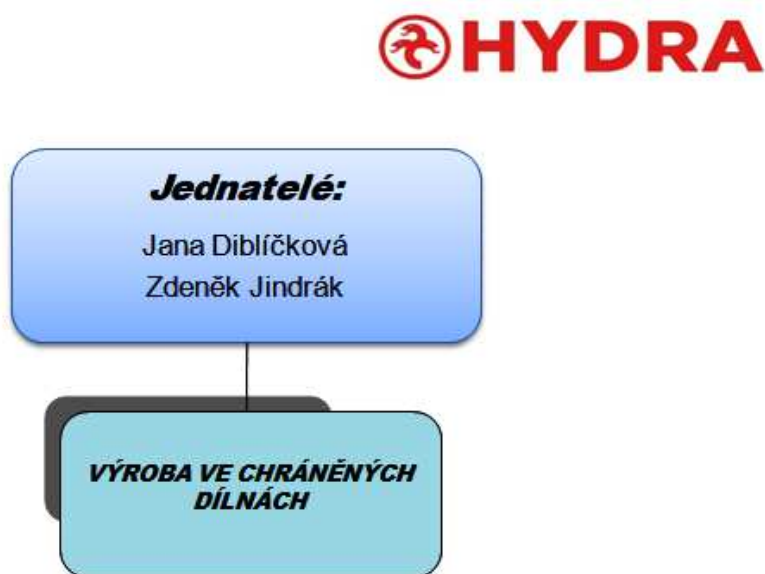 HYDRA
Jednatelé:
Jana Diblíčková
Zdeněk Jindrák
VÝROBA VE CHRÁNĚNÝCH
DÍLNÁCH